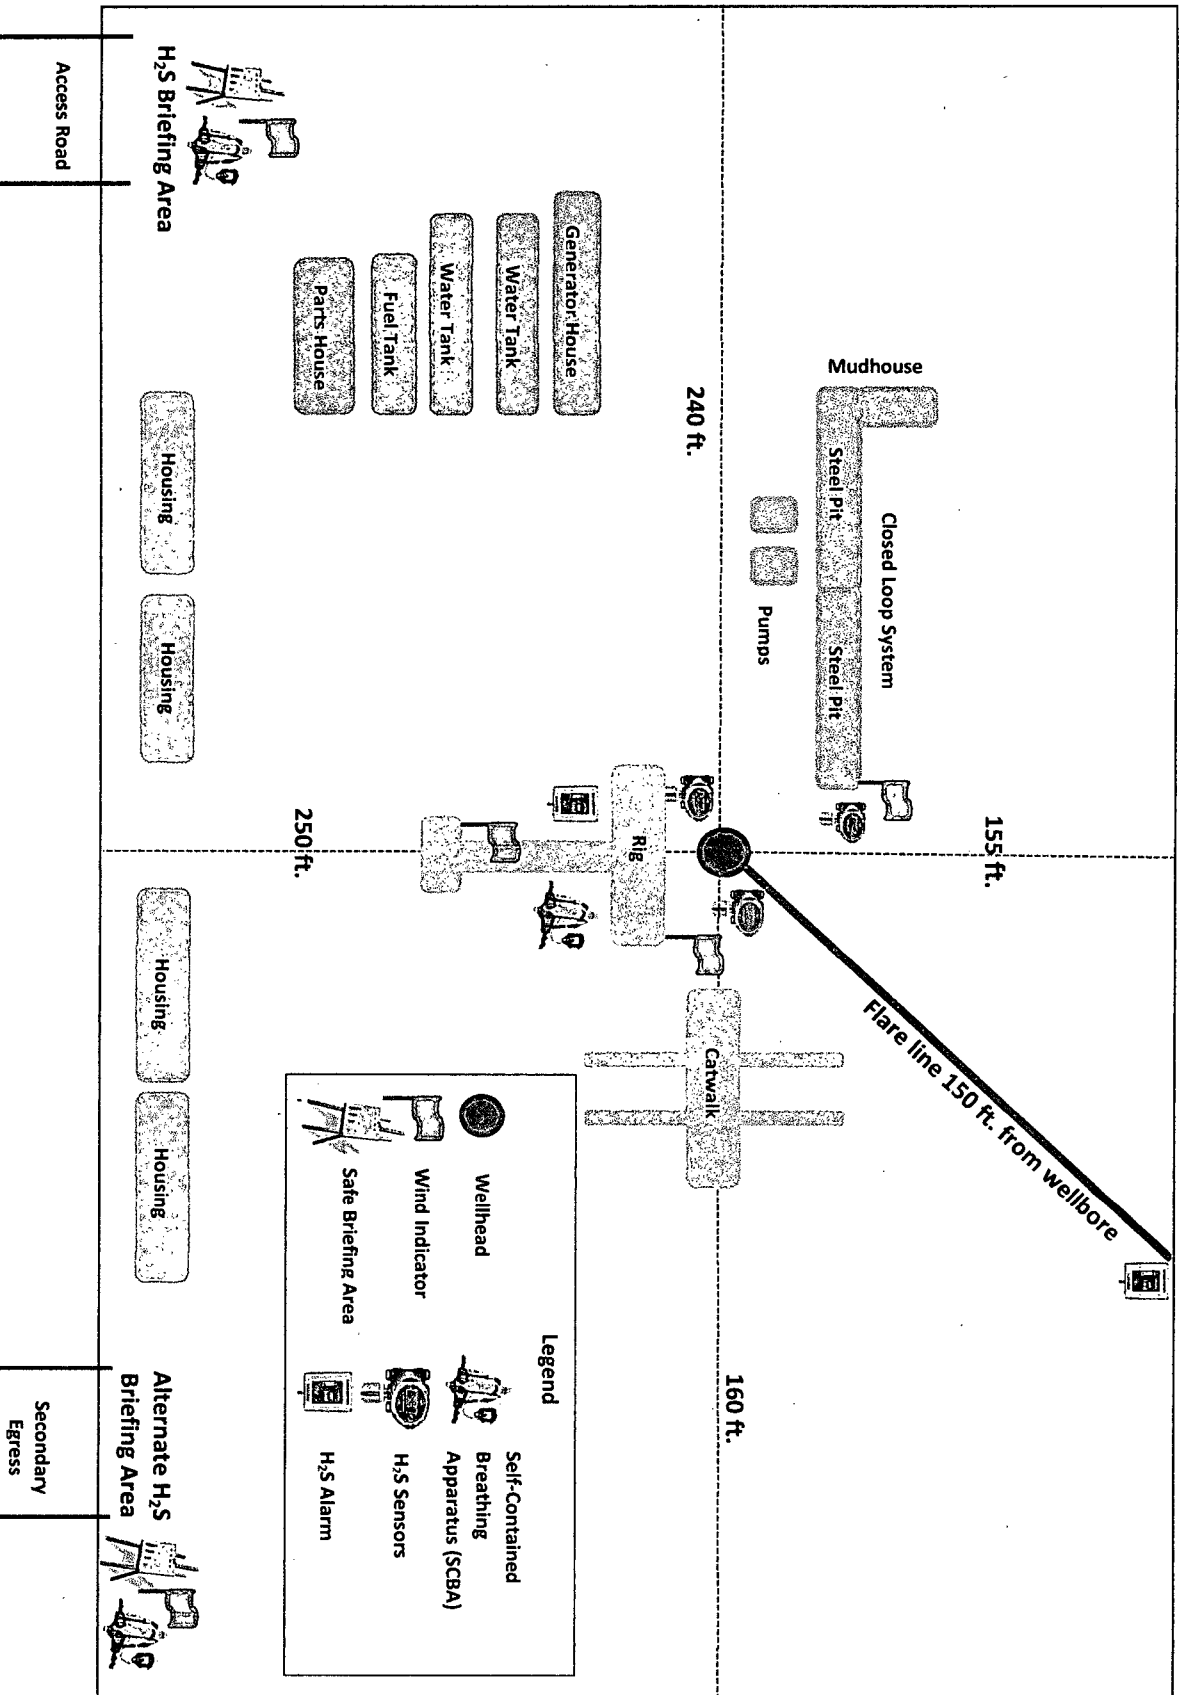 Access Road
H₂S Briefing Area
Parts House
Fuel Tank
Water Tank
Water Tank
Generator House
240 ft.
Mudhouse
Steel Pit
Steel Pit
Closed Loop System
Pumps
155 ft.
Housing
Housing
250 ft.
Rig
Flare line 150 ft. from wellbore
Catwalk
Housing
Housing
160 ft.
Legend
Wellhead
Wind Indicator
Safe Briefing Area
Self-Contained
Breathing
Apparatus (SCBA)
H₂S Sensors
H₂S Alarm
Alternate H₂S
Briefing Area
Secondary
Egress